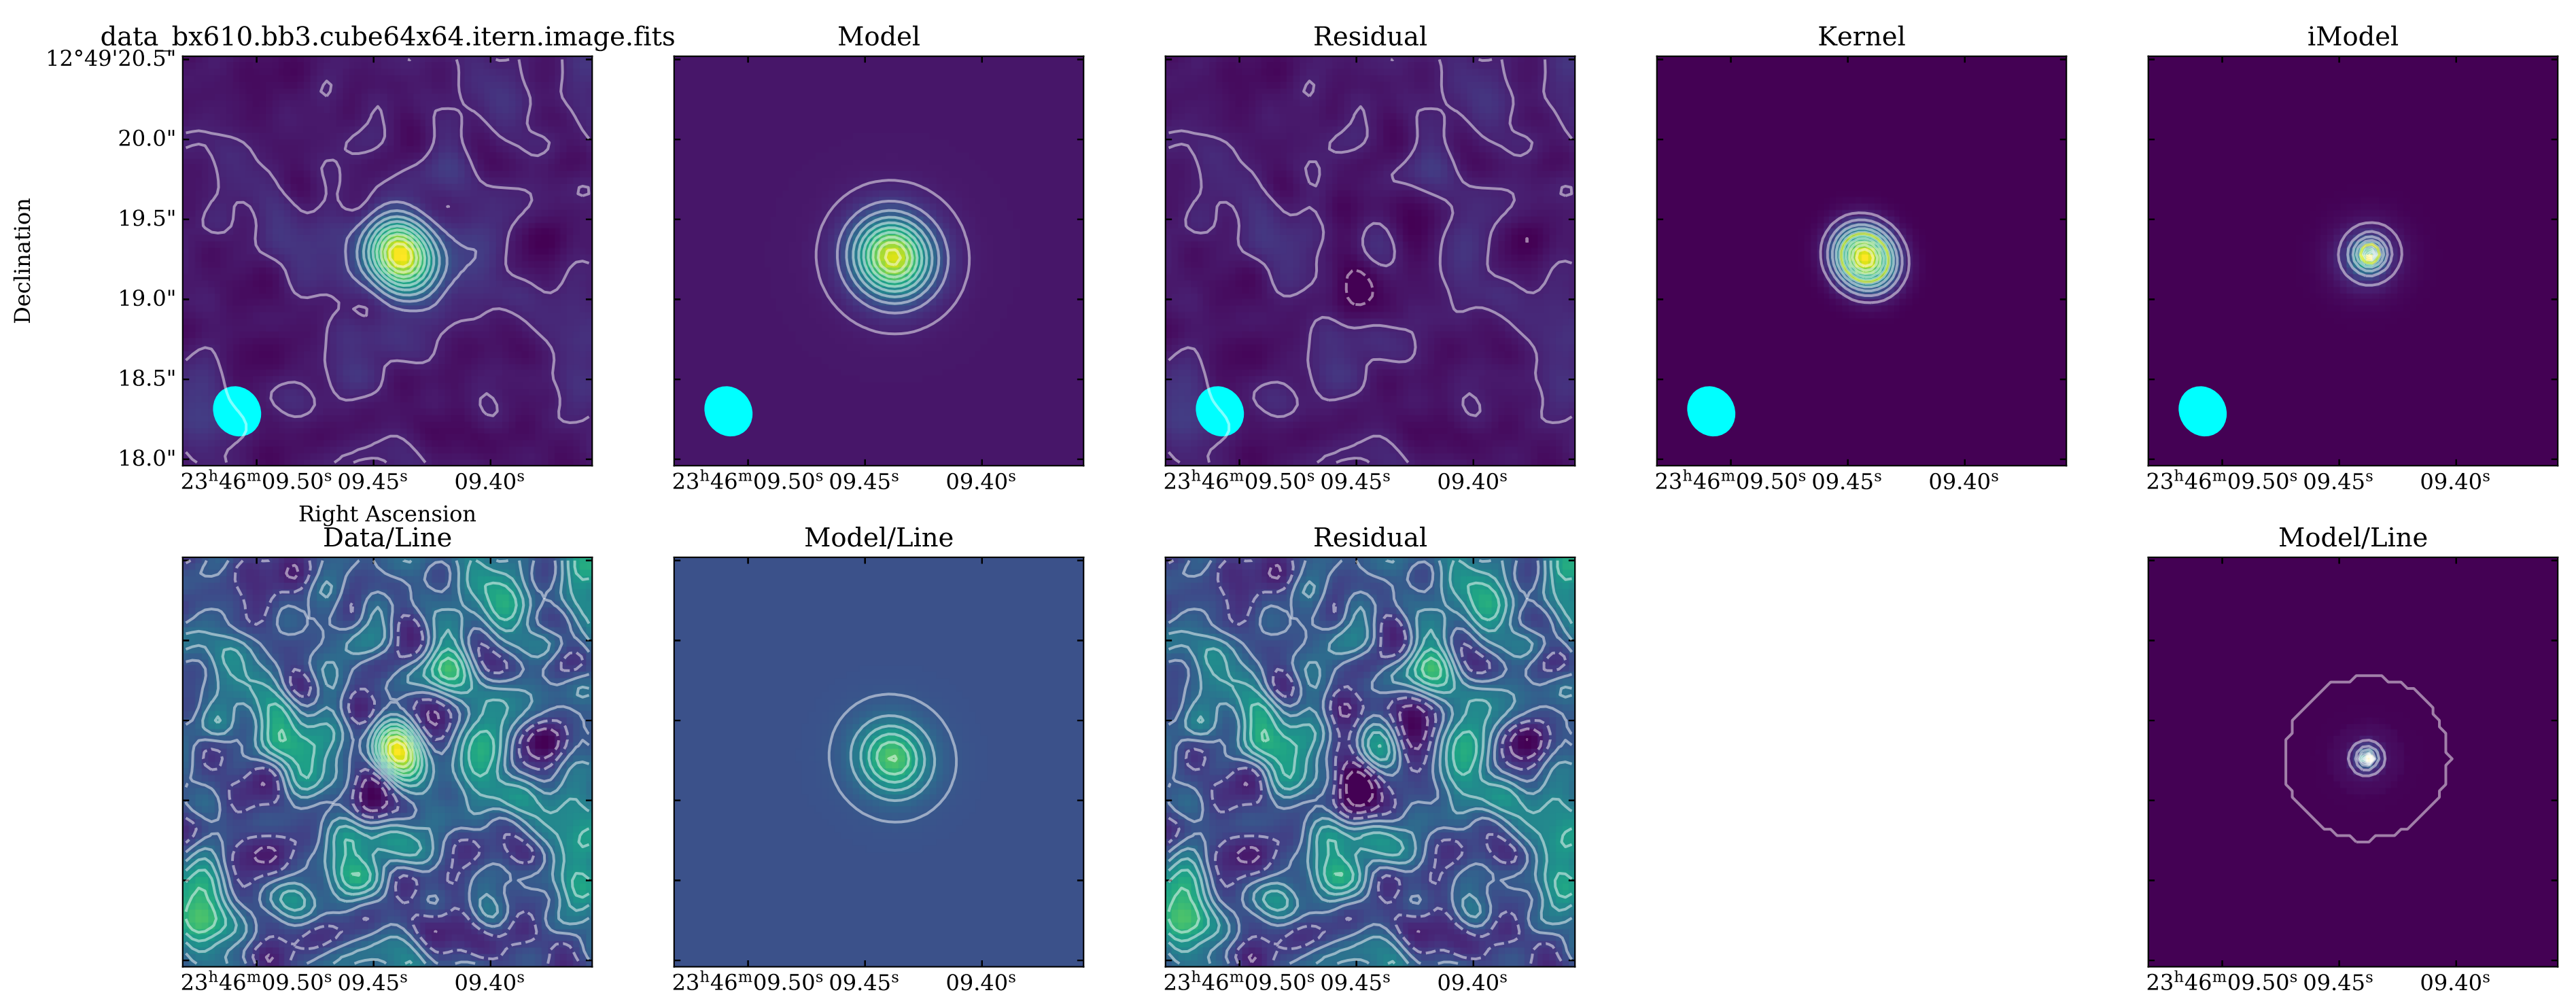 data_bx610.bb3.cube64x64.itern.image.fits
Model
Residual
Kernel
iModel
12°49'20.5"
20.0"
19.5"
19.0"
18.5"
18.0"
Declination
23ʰ46ᵐ09.50ˢ 09.45ˢ 09.40ˢ
23ʰ46ᵐ09.50ˢ 09.45ˢ 09.40ˢ
23ʰ46ᵐ09.50ˢ 09.45ˢ 09.40ˢ
23ʰ46ᵐ09.50ˢ 09.45ˢ 09.40ˢ
23ʰ46ᵐ09.50ˢ 09.45ˢ 09.40ˢ
Right Ascension
Data/Line
Model/Line
Residual
Model/Line
23ʰ46ᵐ09.50ˢ 09.45ˢ 09.40ˢ
23ʰ46ᵐ09.50ˢ 09.45ˢ 09.40ˢ
23ʰ46ᵐ09.50ˢ 09.45ˢ 09.40ˢ
23ʰ46ᵐ09.50ˢ 09.45ˢ 09.40ˢ